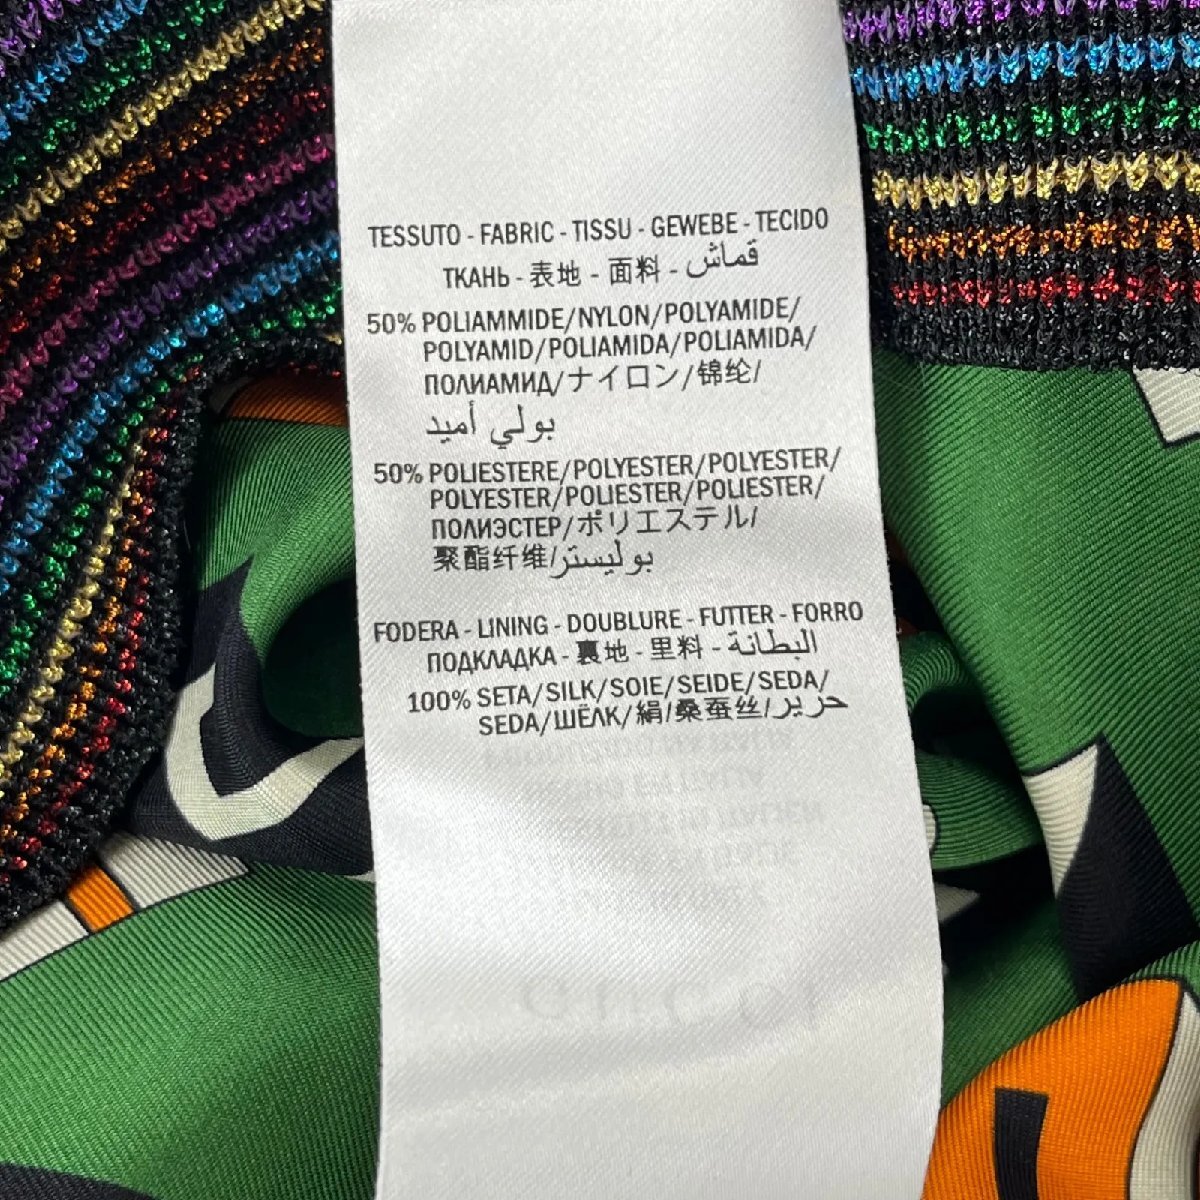 TESSUTO - FABRIC - TISSU - GEWEBE - TECIDO
ТКАНЬ - 表地 - 面料 - قماش
50% POLIAMMIDE/NYLON/POLYAMIDE/
POLYAMID/POLIAMIDA/POLIAMIDA/
ПОЛИАМИД/ナイロン/锦纶/
بولي أميد
50% POLIESTERE/POLYESTER/POLYESTER/
POLYESTER/POLIESTER/POLIESTER/
ПОЛИЭСТЕР/ポリエステル/
聚酯纤维/بوليستر
FODERA - LINING - DOUBLURE - FUTTER - FORRO
ПОДКЛАДКА - 裏地 - 里料 - البطانة
100% SETA/SILK/SOIE/SEIDE/SEDA/
SEDA/ШЁЛК/絹/桑蚕丝/حرير